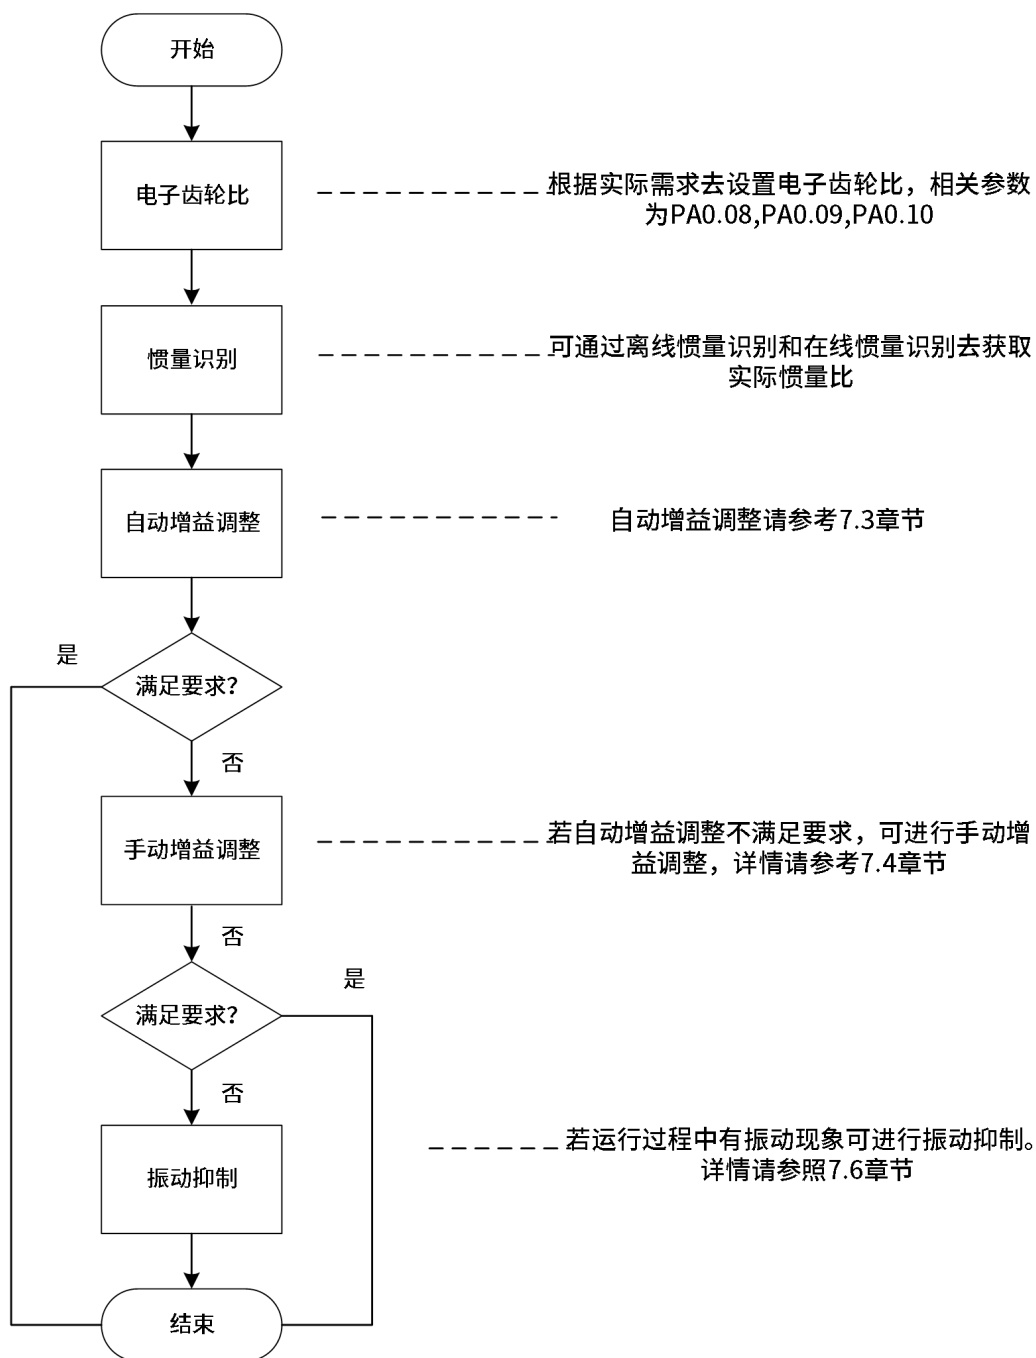 开始
电子齿轮比
根据实际需求去设置电子齿轮比，相关参数
为PA0.08,PA0.09,PA0.10
惯量识别
可通过离线惯量识别和在线惯量识别去获取
实际惯量比
自动增益调整
自动增益调整请参考7.3章节
是
满足要求？
否
手动增益调整
若自动增益调整不满足要求，可进行手动增
益调整，详情请参考7.4章节
否
是
满足要求？
否
振动抑制
若运行过程中有振动现象可进行振动抑制。
详情请参照7.6章节
结束